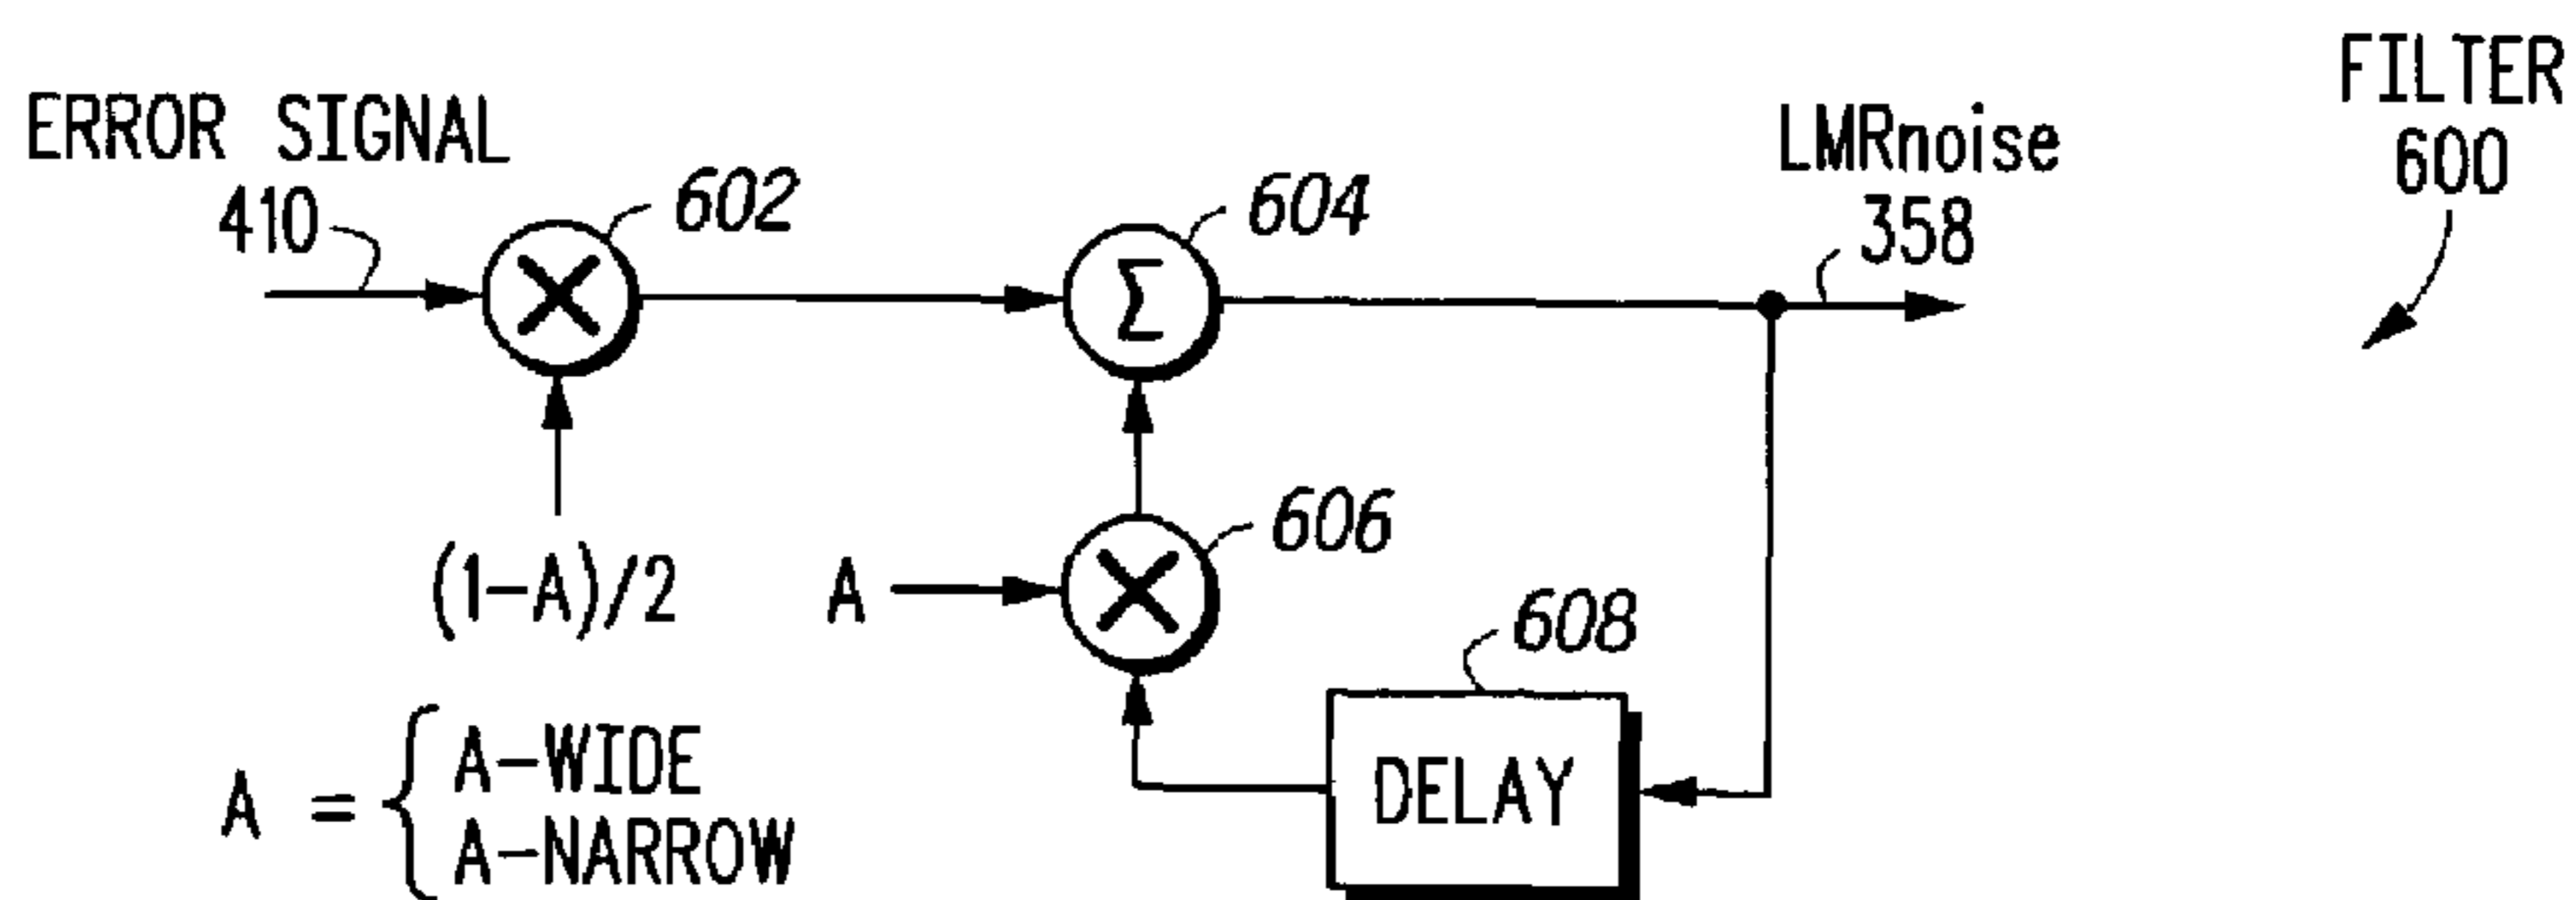 ERROR SIGNAL
410
602
604
LMRnoise
358
FILTER
600
Σ
(1-A)/2
A
606
608
DELAY
A = { A-WIDE
A-NARROW